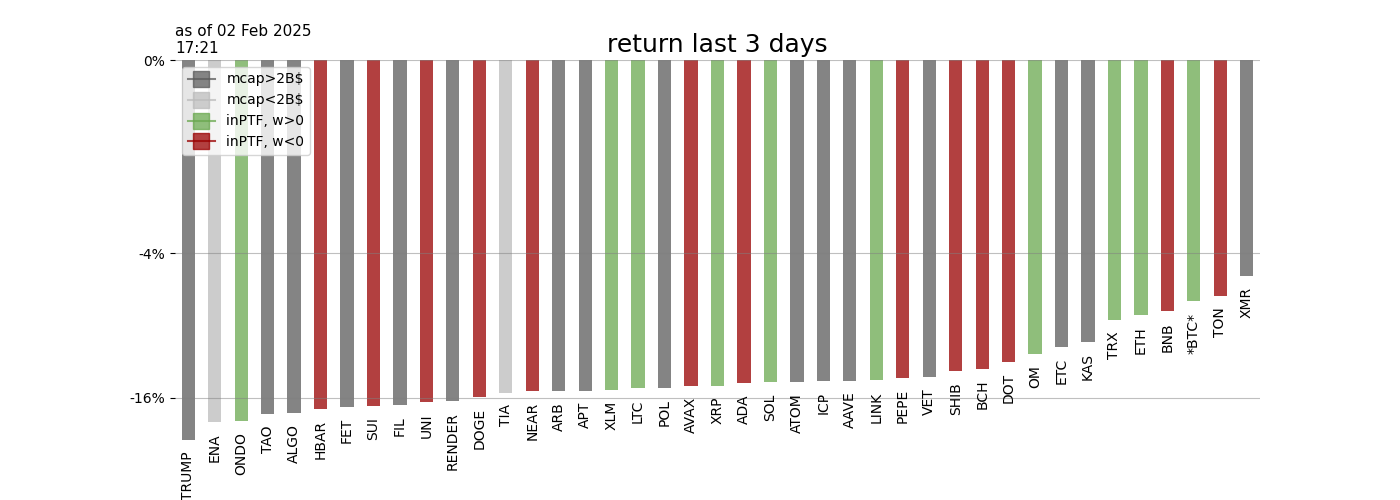 as of 02 Feb 2025
17:21
return last 3 days
0%
mcap>2B$
mcap<2B$
inPTF, w>0
inPTF, w<0
-4%
-16%
TRUMP
ENA
ONDO
TAO
ALGO
HBAR
FET
SUI
FIL
UNI
RENDER
DOGE
TIA
NEAR
ARB
APT
XLM
LTC
POL
AVAX
XRP
ADA
SOL
ATOM
ICP
AAVE
LINK
PEPE
VET
SHIB
BCH
DOT
OM
ETC
KAS
TRX
ETH
BNB
*BTC*
TON
XMR